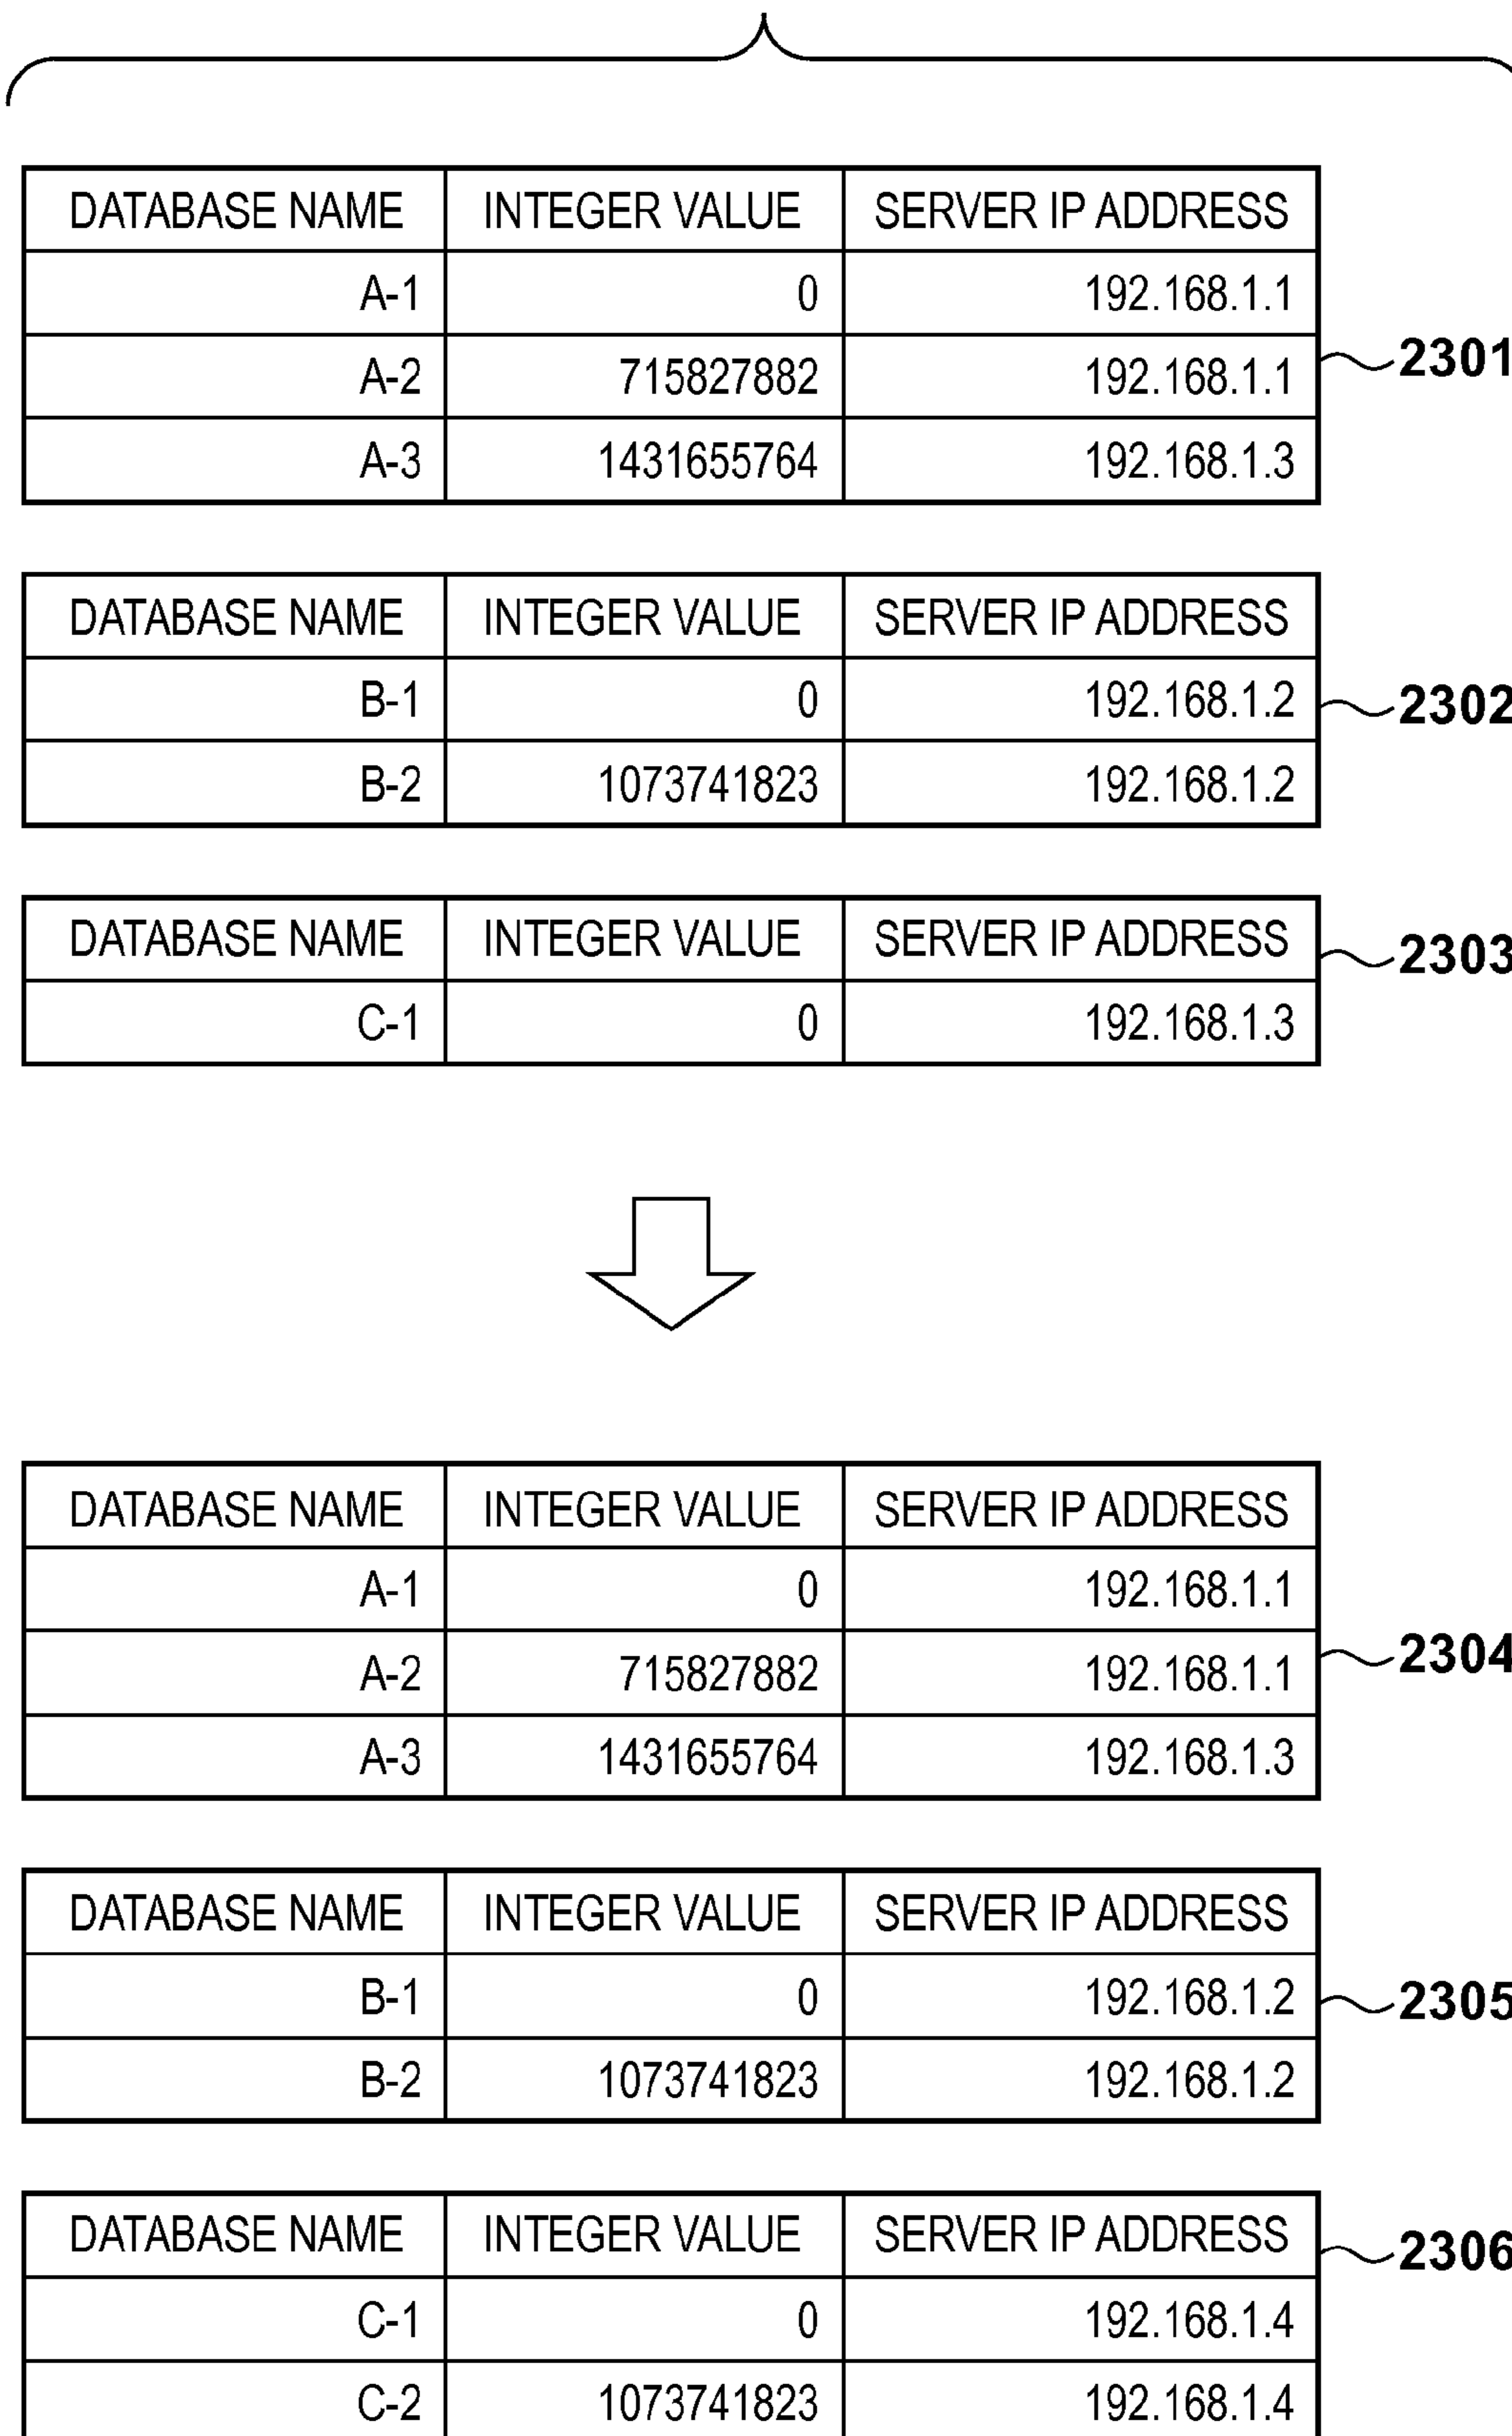 DATABASE NAME INTEGER VALUE SERVER IP ADDRESS
A-1 0 192.168.1.1
A-2 715827882 192.168.1.1 2301
A-3 1431655764 192.168.1.3
DATABASE NAME INTEGER VALUE SERVER IP ADDRESS
B-1 0 192.168.1.2 2302
B-2 1073741823 192.168.1.2
DATABASE NAME INTEGER VALUE SERVER IP ADDRESS 2303
C-1 0 192.168.1.3
DATABASE NAME INTEGER VALUE SERVER IP ADDRESS
A-1 0 192.168.1.1
A-2 715827882 192.168.1.1 2304
A-3 1431655764 192.168.1.3
DATABASE NAME INTEGER VALUE SERVER IP ADDRESS
B-1 0 192.168.1.2 2305
B-2 1073741823 192.168.1.2
DATABASE NAME INTEGER VALUE SERVER IP ADDRESS 2306
C-1 0 192.168.1.4
C-2 1073741823 192.168.1.4